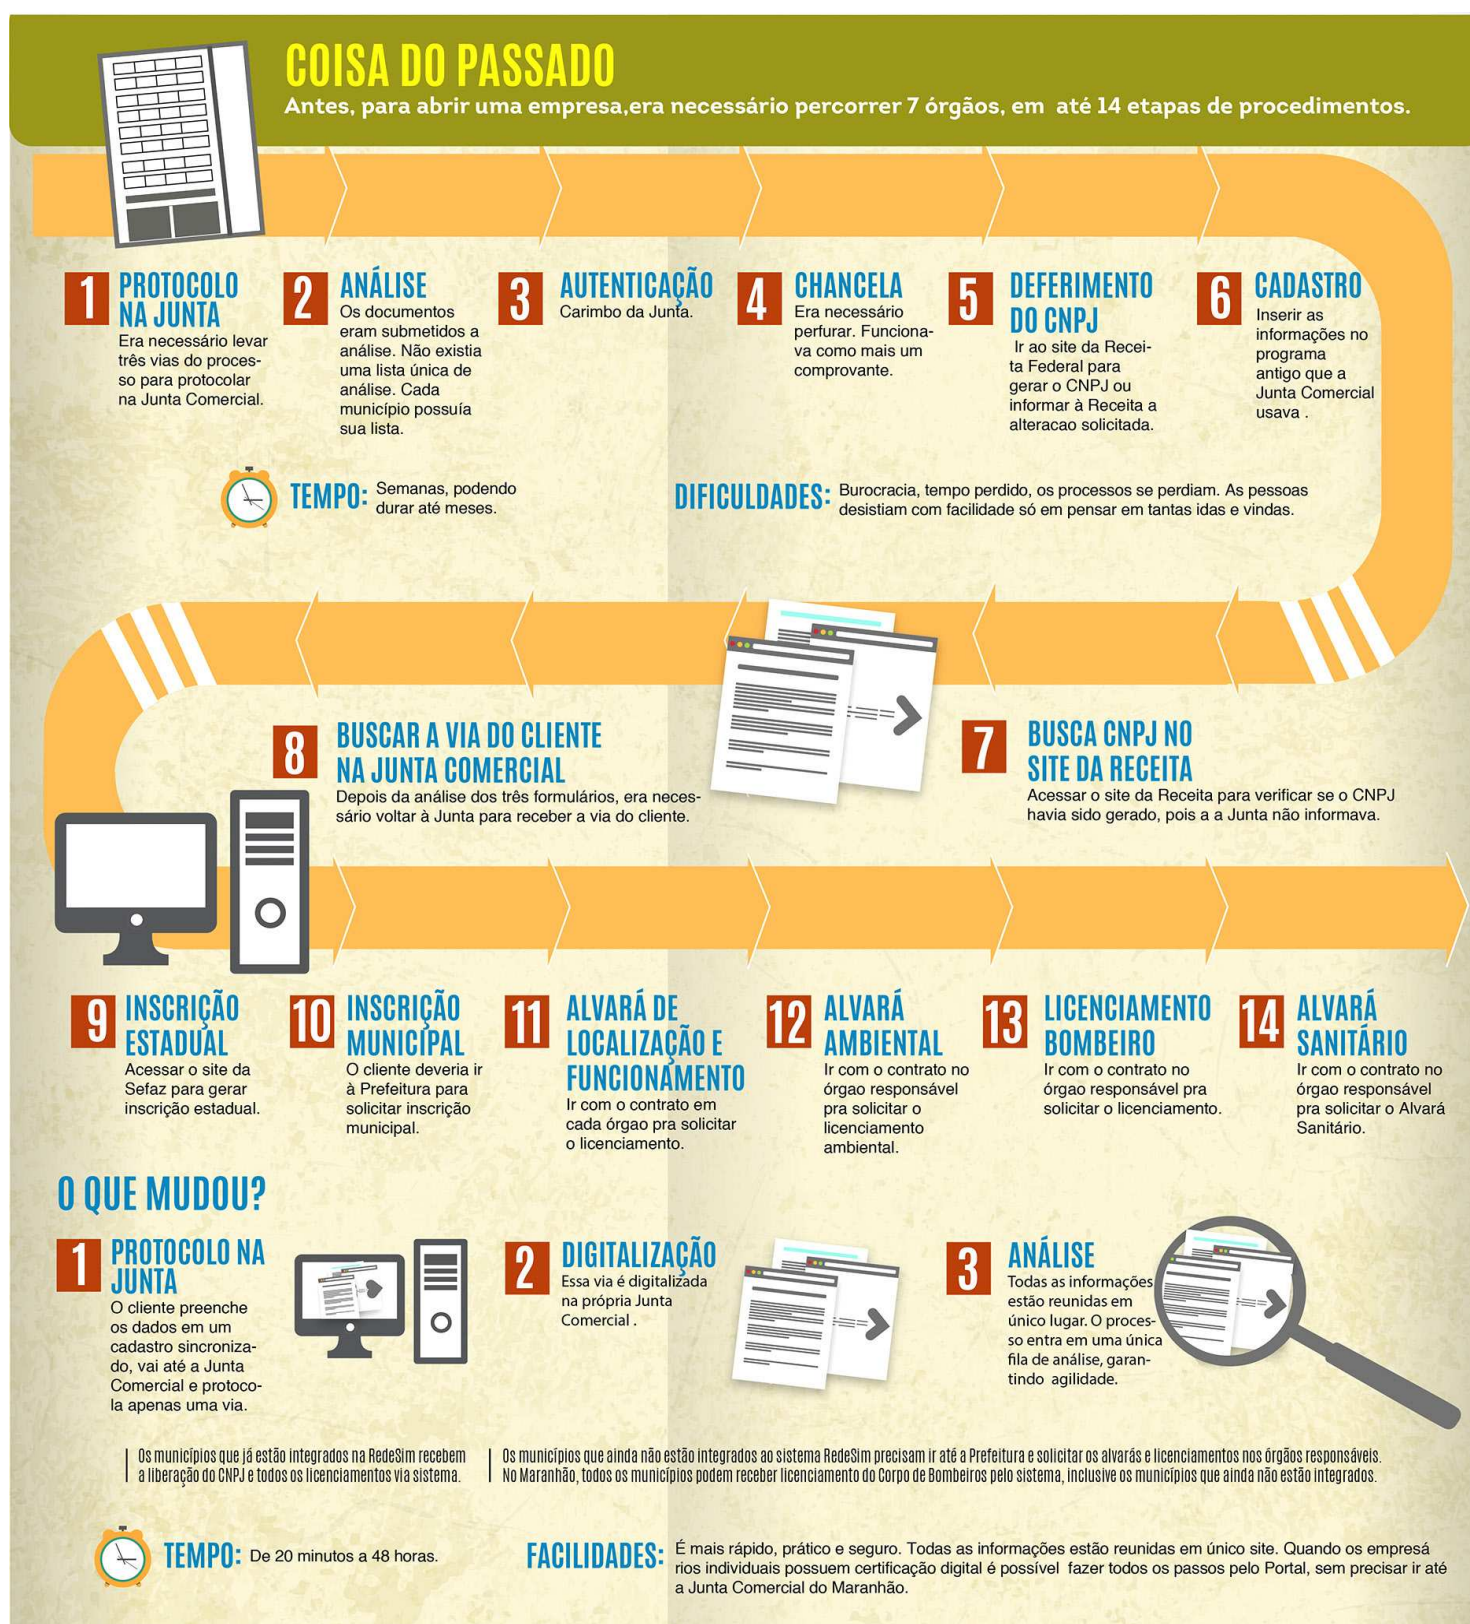 COISA DO PASSADO
Antes, para abrir uma empresa,era necessário percorrer 7 órgãos, em até 14 etapas de procedimentos.
1 PROTOCOLO
NA JUNTA
Era necessário levar
três vias do proces-
so para protocolar
na Junta Comercial.
2 ANÁLISE
Os documentos
eram submetidos a
análise. Não existia
uma lista única de
análise. Cada
município possuía
sua lista.
3 AUTENTICAÇÃO
Carimbo da Junta.
4 CHANCELA
Era necessário
perfurar. Funciona-
va como mais um
comprovante.
5 DEFERIMENTO
DO CNPJ
Ir ao site da Recei-
ta Federal para
gerar o CNPJ ou
informar à Receita a
alteracao solicitada.
6 CADASTRO
Inserir as
informações no
programa
antigo que a
Junta Comercial
usava .
TEMPO: Semanas, podendo
durar até meses.
DIFICULDADES: Burocracia, tempo perdido, os processos se perdiam. As pessoas
desistiam com facilidade só em pensar em tantas idas e vindas.
7 BUSCA CNPJ NO
SITE DA RECEITA
Acessar o site da Receita para verificar se o CNPJ
havia sido gerado, pois a a Junta não informava.
8 BUSCAR A VIA DO CLIENTE
NA JUNTA COMERCIAL
Depois da análise dos três formulários, era neces-
sário voltar à Junta para receber a via do cliente.
9 INSCRIÇÃO
ESTADUAL
Acessar o site da
Sefaz para gerar
inscrição estadual.
10 INSCRIÇÃO
MUNICIPAL
O cliente deveria ir
à Prefeitura para
solicitar inscrição
municipal.
11 ALVARÁ DE
LOCALIZAÇÃO E
FUNCIONAMENTO
Ir com o contrato em
cada órgao pra solicitar
o licenciamento.
12 ALVARÁ
AMBIENTAL
Ir com o contrato no
órgao responsável
pra solicitar o
licenciamento
ambiental.
13 LICENCIAMENTO
BOMBEIRO
Ir com o contrato no
órgao responsável pra
solicitar o licenciamento.
14 ALVARÁ
SANITÁRIO
Ir com o contrato no
órgao responsável
pra solicitar o Alvará
Sanitário.
O QUE MUDOU?
1 PROTOCOLO NA
JUNTA
O cliente preenche
os dados em um
cadastro sincroniza-
do, vai até a Junta
Comercial e protoco-
la apenas uma via.
2 DIGITALIZAÇÃO
Essa via é digitalizada
na própria Junta
Comercial .
3 ANÁLISE
Todas as informações
estão reunidas em
único lugar. O proces-
so entra em uma única
fila de análise, garan-
tindo agilidade.
Os municípios que já estão integrados na RedeSim recebem
a liberação do CNPJ e todos os licenciamentos via sistema.
Os municípios que ainda não estão integrados ao sistema RedeSim precisam ir até a Prefeitura e solicitar os alvarás e licenciamentos nos órgãos responsáveis.
No Maranhão, todos os municípios podem receber licenciamento do Corpo de Bombeiros pelo sistema, inclusive os municípios que ainda não estão integrados.
TEMPO: De 20 minutos a 48 horas.
FACILIDADES: É mais rápido, prático e seguro. Todas as informações estão reunidas em único site. Quando os empresá
rios individuais possuem certificação digital é possível fazer todos os passos pelo Portal, sem precisar ir até
a Junta Comercial do Maranhão.